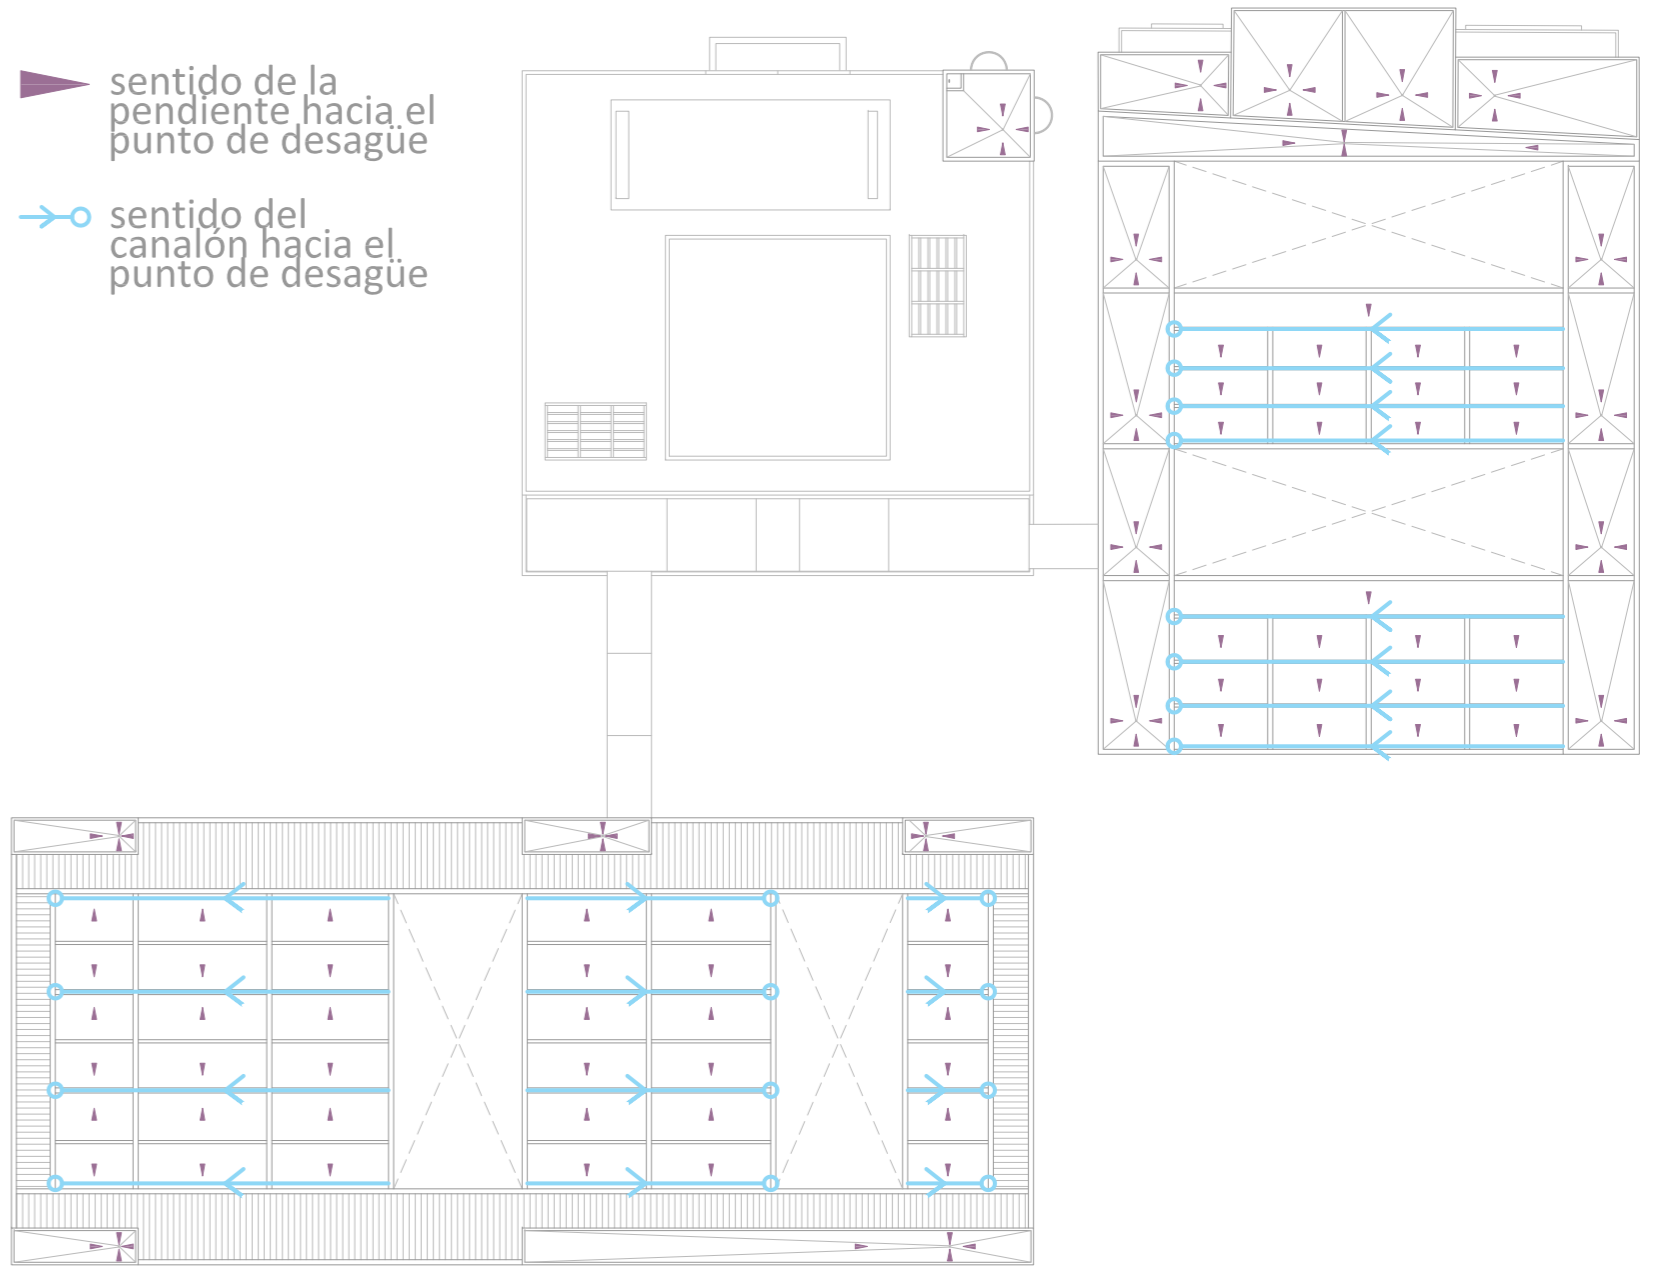 sentido de la
pendiente hacia el
punto de desagüe
sentido del
canalón hacia el
punto de desagüe